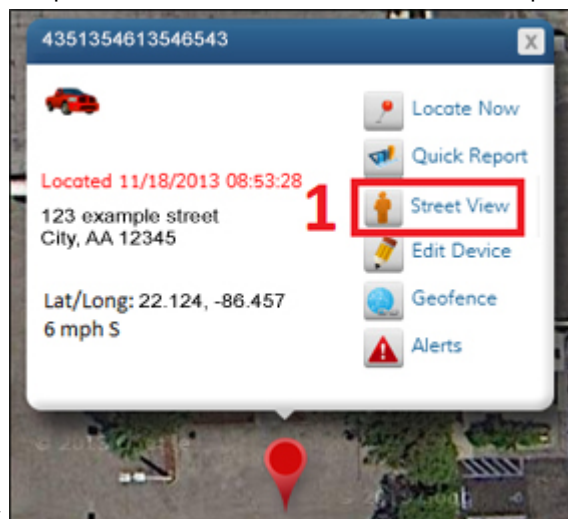 4351354613546543
X
Locate Now
Quick Report
Located 11/18/2013 08:53:28
1
Street View
123 example street
City, AA 12345
Edit Device
Lat/Long: 22.124, -86.457
Geofence
6 mph S
Alerts